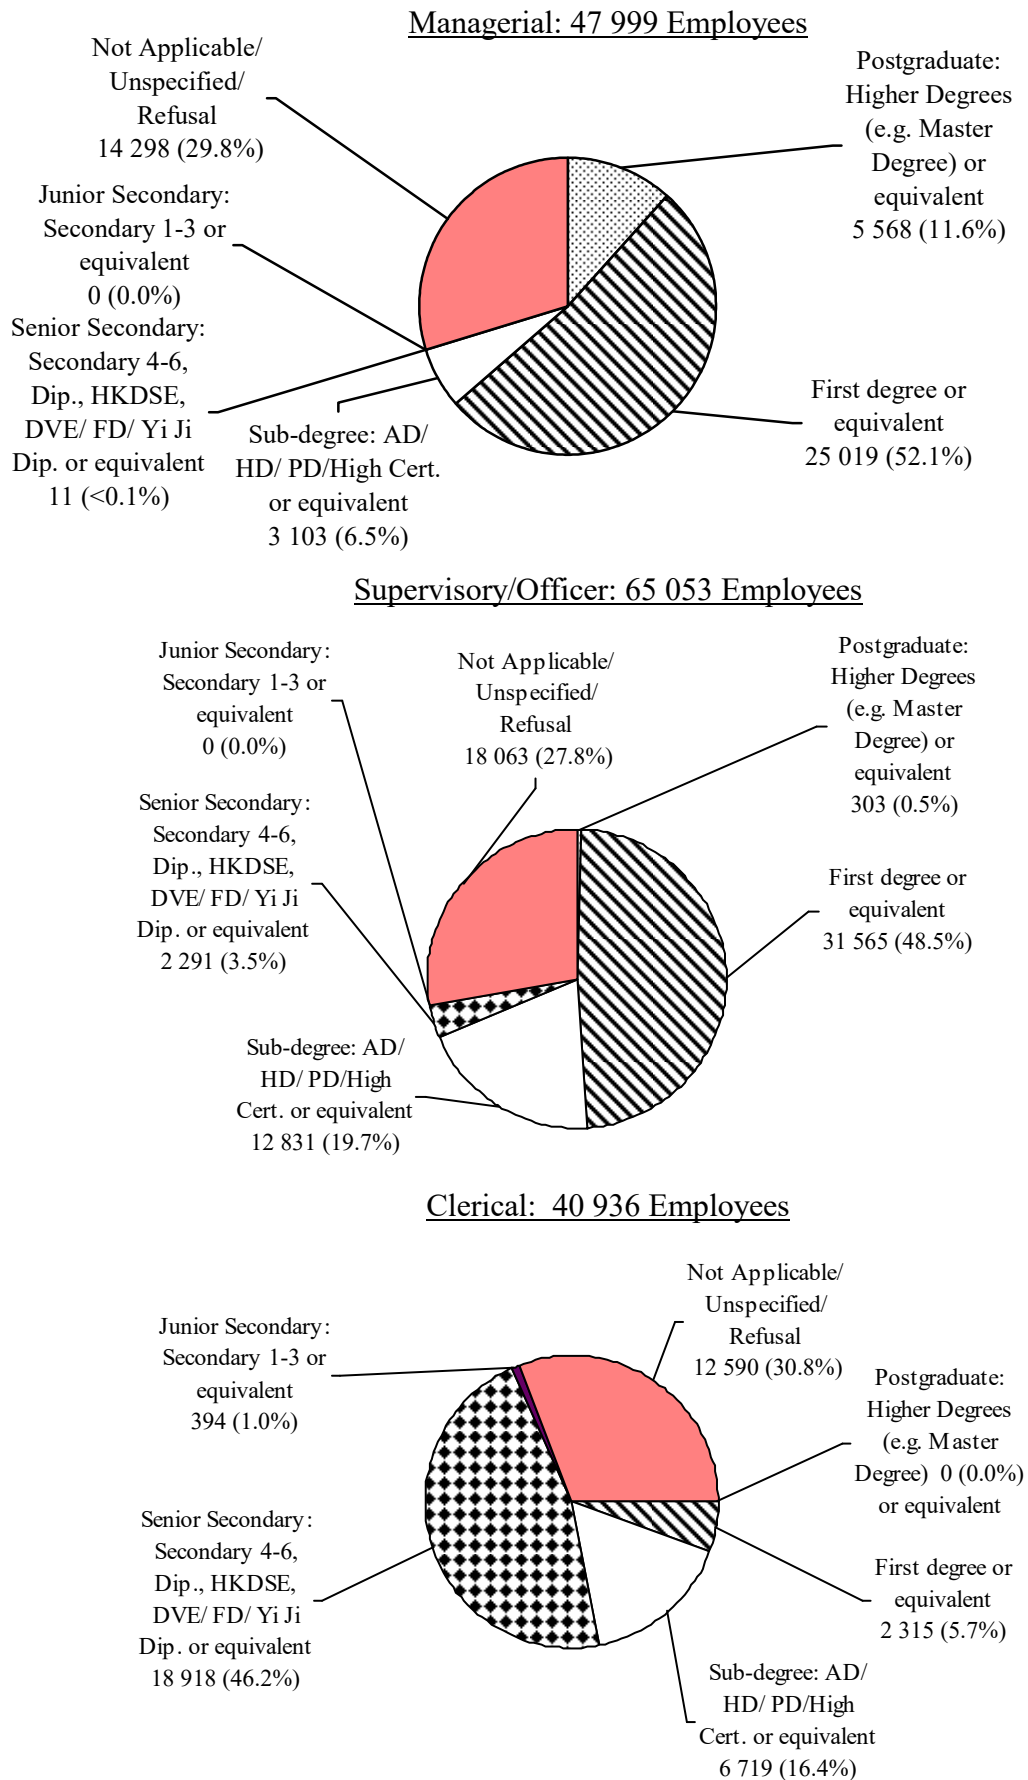 Managerial: 47 999 Employees
Not Applicable/
Unspecified/
Refusal
14 298 (29.8%)
Postgraduate:
Higher Degrees
(e.g. Master
Degree) or
equivalent
5 568 (11.6%)
Junior Secondary:
Secondary 1-3 or
equivalent
0 (0.0%)
Senior Secondary:
Secondary 4-6,
Dip., HKDSE,
DVE/ FD/ Yi Ji
Dip. or equivalent
11 (<0.1%)
Sub-degree: AD/
HD/ PD/High Cert.
or equivalent
3 103 (6.5%)
First degree or
equivalent
25 019 (52.1%)
Supervisory/Officer: 65 053 Employees
Junior Secondary:
Secondary 1-3 or
equivalent
0 (0.0%)
Not Applicable/
Unspecified/
Refusal
18 063 (27.8%)
Postgraduate:
Higher Degrees
(e.g. Master
Degree) or
equivalent
303 (0.5%)
Senior Secondary:
Secondary 4-6,
Dip., HKDSE,
DVE/ FD/ Yi Ji
Dip. or equivalent
2 291 (3.5%)
First degree or
equivalent
31 565 (48.5%)
Sub-degree: AD/
HD/ PD/High
Cert. or equivalent
12 831 (19.7%)
Clerical:  40 936 Employees
Not Applicable/
Unspecified/
Refusal
12 590 (30.8%)
Junior Secondary:
Secondary 1-3 or
equivalent
394 (1.0%)
Postgraduate:
Higher Degrees
(e.g. Master
Degree)  0 (0.0%)
or equivalent
Senior Secondary:
Secondary 4-6,
Dip., HKDSE,
DVE/ FD/ Yi Ji
Dip. or equivalent
18 918 (46.2%)
First degree or
equivalent
2 315 (5.7%)
Sub-degree: AD/
HD/ PD/High
Cert. or equivalent
6 719 (16.4%)